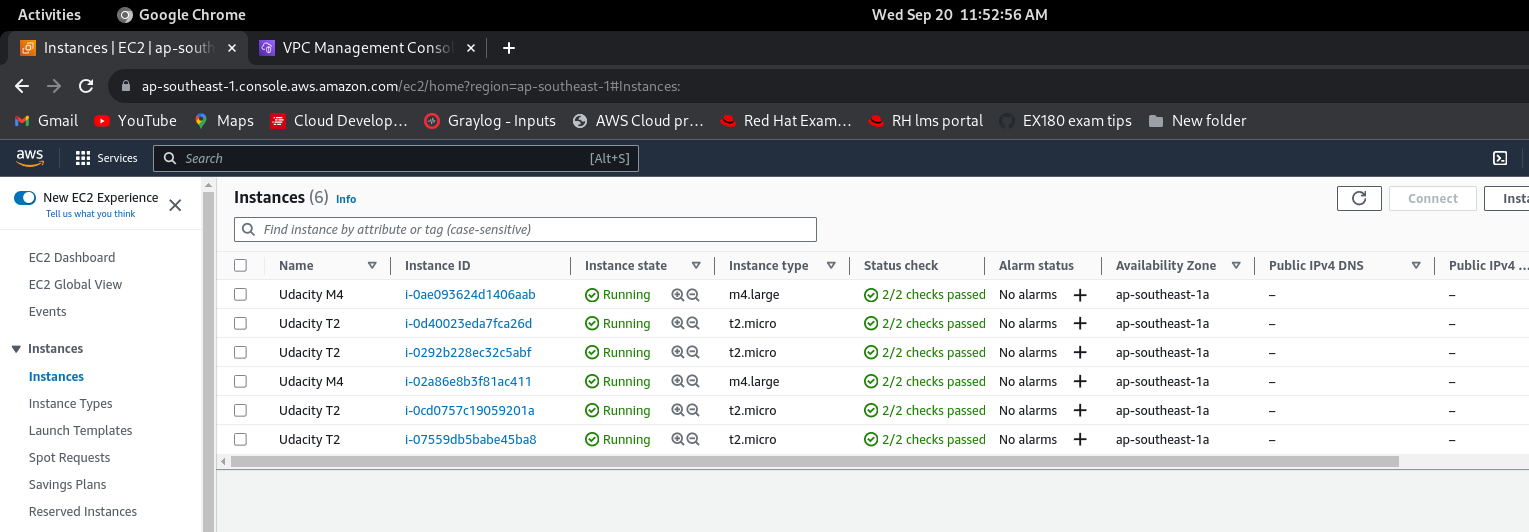 Activities Google Chrome Wed Sep 20 11:52:56 AM
Instances | EC2 | ap-south VPC Management Conso
ap-southeast-1.console.aws.amazon.com/ec2/home?region=ap-southeast-1#Instances:
Gmail YouTube Maps Cloud Develop... Graylog - Inputs AWS Cloud pr... Red Hat Exam... RH lms portal EX180 exam tips New folder
aws Services Search [Alt+S]
New EC2 Experience
Tell us what you think
EC2 Dashboard
EC2 Global View
Events
Instances
Instances
Instance Types
Launch Templates
Spot Requests
Savings Plans
Reserved Instances
Instances (6) Info Connect Insta
Find instance by attribute or tag (case-sensitive)
Name Instance ID Instance state Instance type Status check Alarm status Availability Zone Public IPv4 DNS Public IPv4 ...
Udacity M4 i-0ae093624d1406aab Running m4.large 2/2 checks passed No alarms + ap-southeast-1a – –
Udacity T2 i-0d40023eda7fca26d Running t2.micro 2/2 checks passed No alarms + ap-southeast-1a – –
Udacity T2 i-0292b228ec32c5abf Running t2.micro 2/2 checks passed No alarms + ap-southeast-1a – –
Udacity M4 i-02a86e8b3f81ac411 Running m4.large 2/2 checks passed No alarms + ap-southeast-1a – –
Udacity T2 i-0cd0757c19059201a Running t2.micro 2/2 checks passed No alarms + ap-southeast-1a – –
Udacity T2 i-07559db5babe45ba8 Running t2.micro 2/2 checks passed No alarms + ap-southeast-1a – –